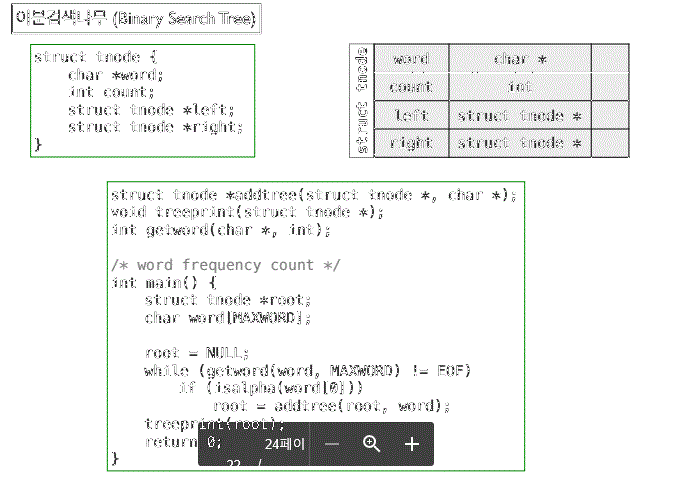 이분검색나무 (Binary Search Tree)
struct tnode {
    char *word;
    int count;
    struct tnode *left;
    struct tnode *right;
}
struct tnode
word char *
count int
left struct tnode *
right struct tnode *
struct tnode *addtree(struct tnode *, char *);
void treeprint(struct tnode *);
int getword(char *, int);
/* word frequency count */
int main() {
    struct tnode *root;
    char word[MAXWORD];
    root = NULL;
    while (getword(word, MAXWORD) != EOF)
        if (isalpha(word[0]))
            root = addtree(root, word);
    treeprint(root);
    return 0;
}
24페이
22 /